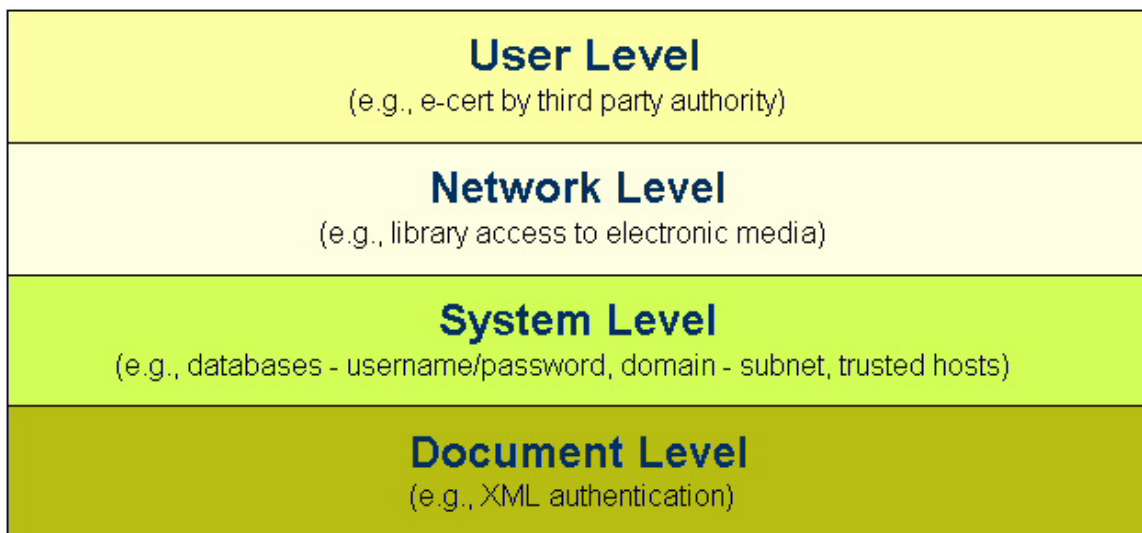 User Level
(e.g., e-cert by third party authority)
Network Level
(e.g., library access to electronic media)
System Level
(e.g., databases - username/password, domain - subnet, trusted hosts)
Document Level
(e.g., XML authentication)